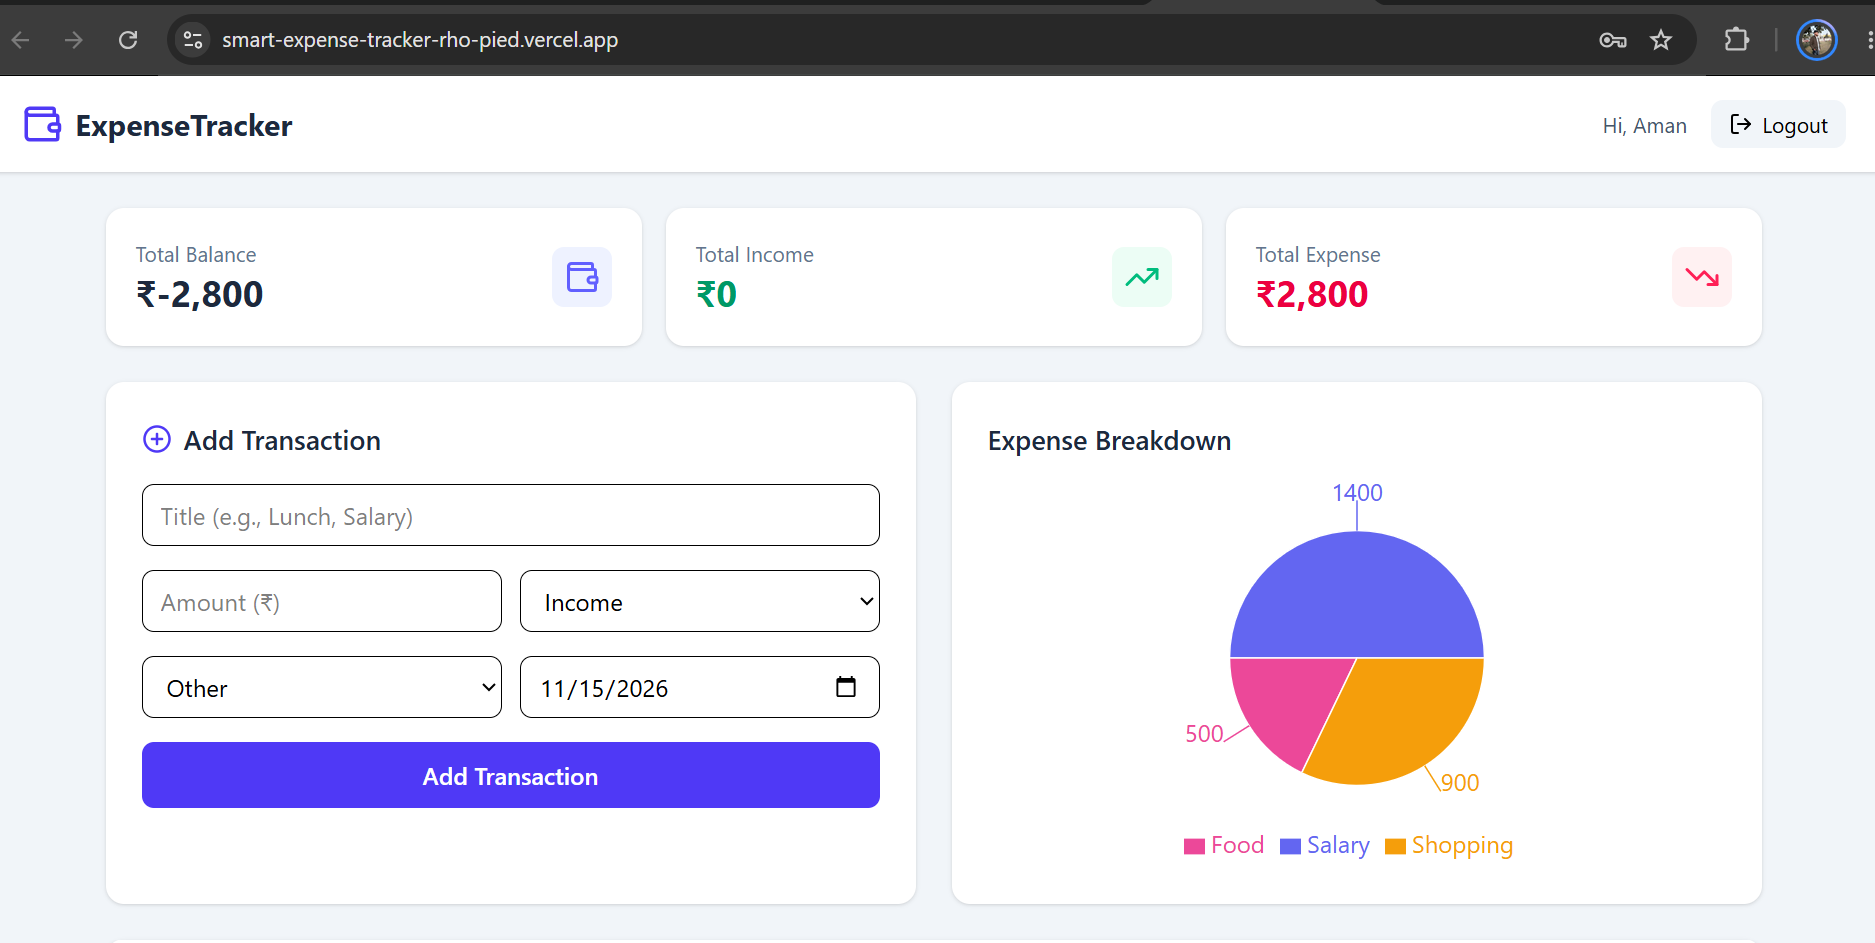 smart-expense-tracker-rho-pied.vercel.app
ExpenseTracker
Hi, Aman
Logout
Total Balance
₹-2,800
Total Income
₹0
Total Expense
₹2,800
Add Transaction
Title (e.g., Lunch, Salary)
Amount (₹)
Income
Other
11/15/2026
Add Transaction
Expense Breakdown
1400
500
900
Food Salary Shopping